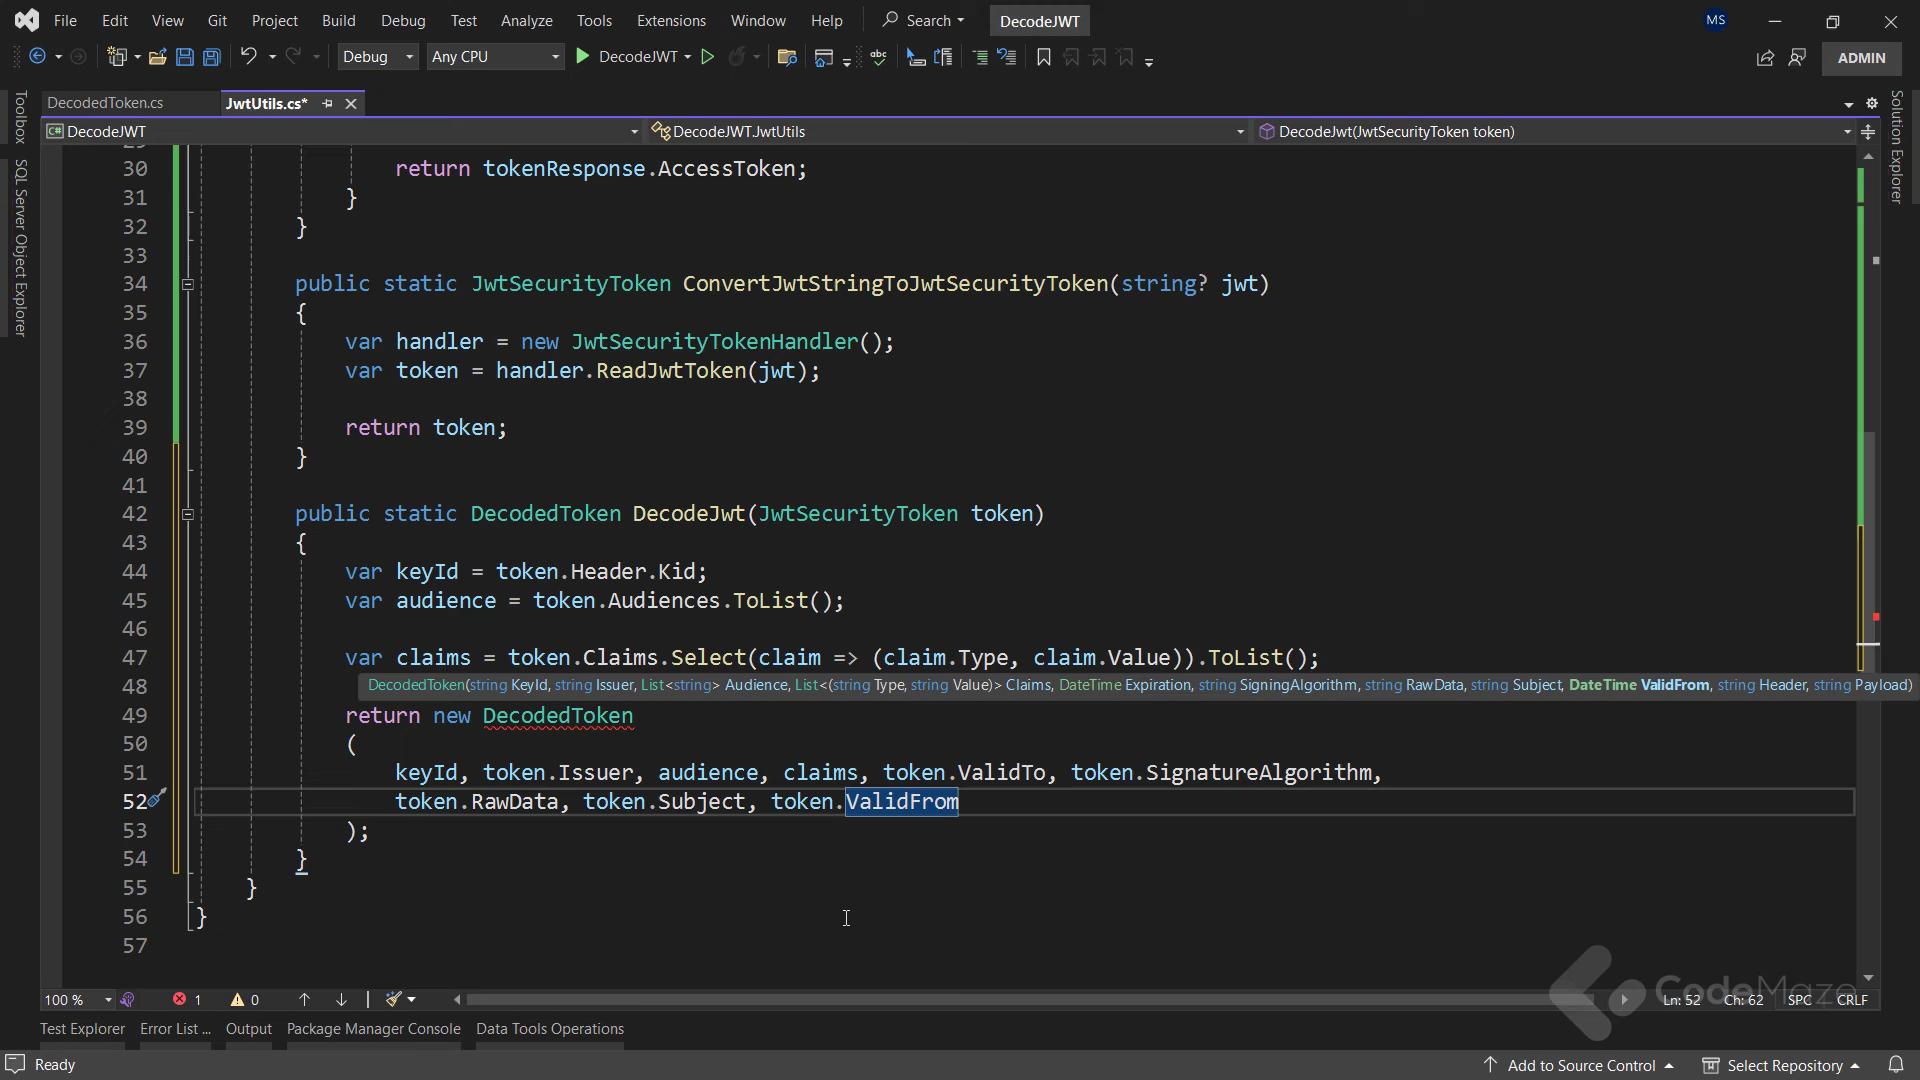 File Edit View Git Project Build Debug Test Analyze Tools Extensions Window Help Search DecodeJWT MS
Debug Any CPU DecodeJWT abc ADMIN
Toolbox
SQL Server Object Explorer
Solution Explorer
DecodedToken.cs JwtUtils.cs*
C# DecodeJWT DecodeJWT.JwtUtils DecodeJwt(JwtSecurityToken token)
30 return tokenResponse.AccessToken;
31 }
32 }
33
34 public static JwtSecurityToken ConvertJwtStringToJwtSecurityToken(string? jwt)
35 {
36 var handler = new JwtSecurityTokenHandler();
37 var token = handler.ReadJwtToken(jwt);
38
39 return token;
40 }
41
42 public static DecodedToken DecodeJwt(JwtSecurityToken token)
43 {
44 var keyId = token.Header.Kid;
45 var audience = token.Audiences.ToList();
46
47 var claims = token.Claims.Select(claim => (claim.Type, claim.Value)).ToList();
48 DecodedToken(string KeyId, string Issuer, List<string> Audience, List<(string Type, string Value)> Claims, DateTime Expiration, string SigningAlgorithm, string RawData, string Subject, DateTime ValidFrom, string Header, string Payload)
49 return new DecodedToken
50 (
51 keyId, token.Issuer, audience, claims, token.ValidTo, token.SignatureAlgorithm,
52 token.RawData, token.Subject, token.ValidFrom
53 );
54 }
55 }
56 }
57
CodeMaze
100 % 1 0 Ln: 52 Ch: 62 SPC CRLF
Test Explorer Error List ... Output Package Manager Console Data Tools Operations
Ready Add to Source Control Select Repository